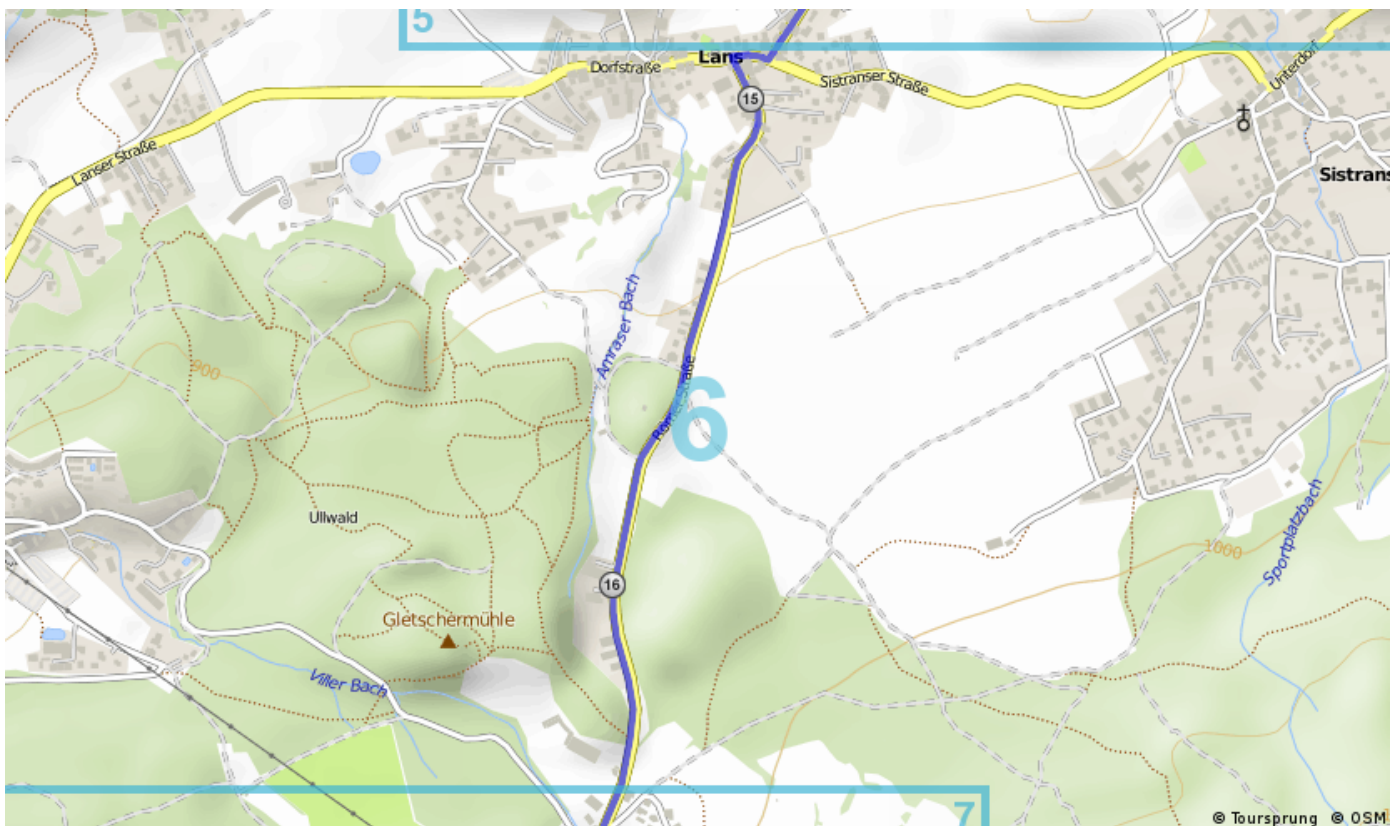 5
Lans
Dorfstraße
Sistranser Straße
Unterdorf
15
Lanser Straße
Sistrans
Amraser Bach
900
Römerstraße
6
Ullwald
1000
Sportplatzbach
16
Gletschermühle
Viller Bach
7
© Toursprung © OSM